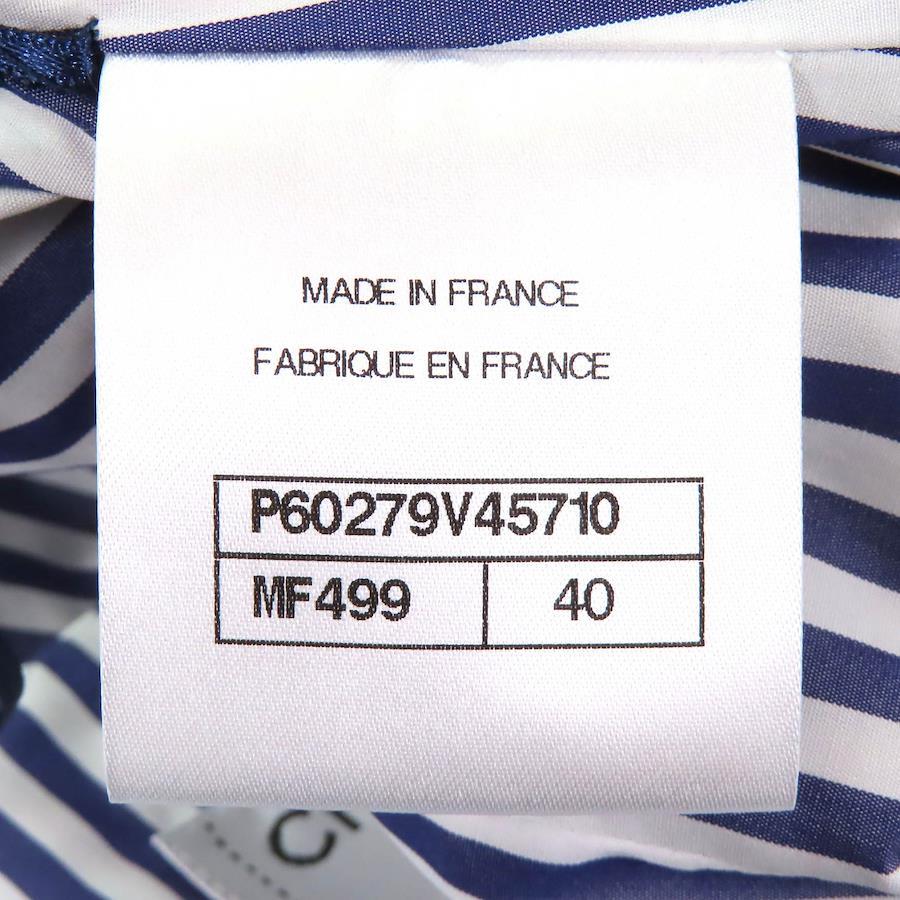 MADE IN FRANCE
FABRIQUE EN FRANCE
P60279V45710
MF499 40